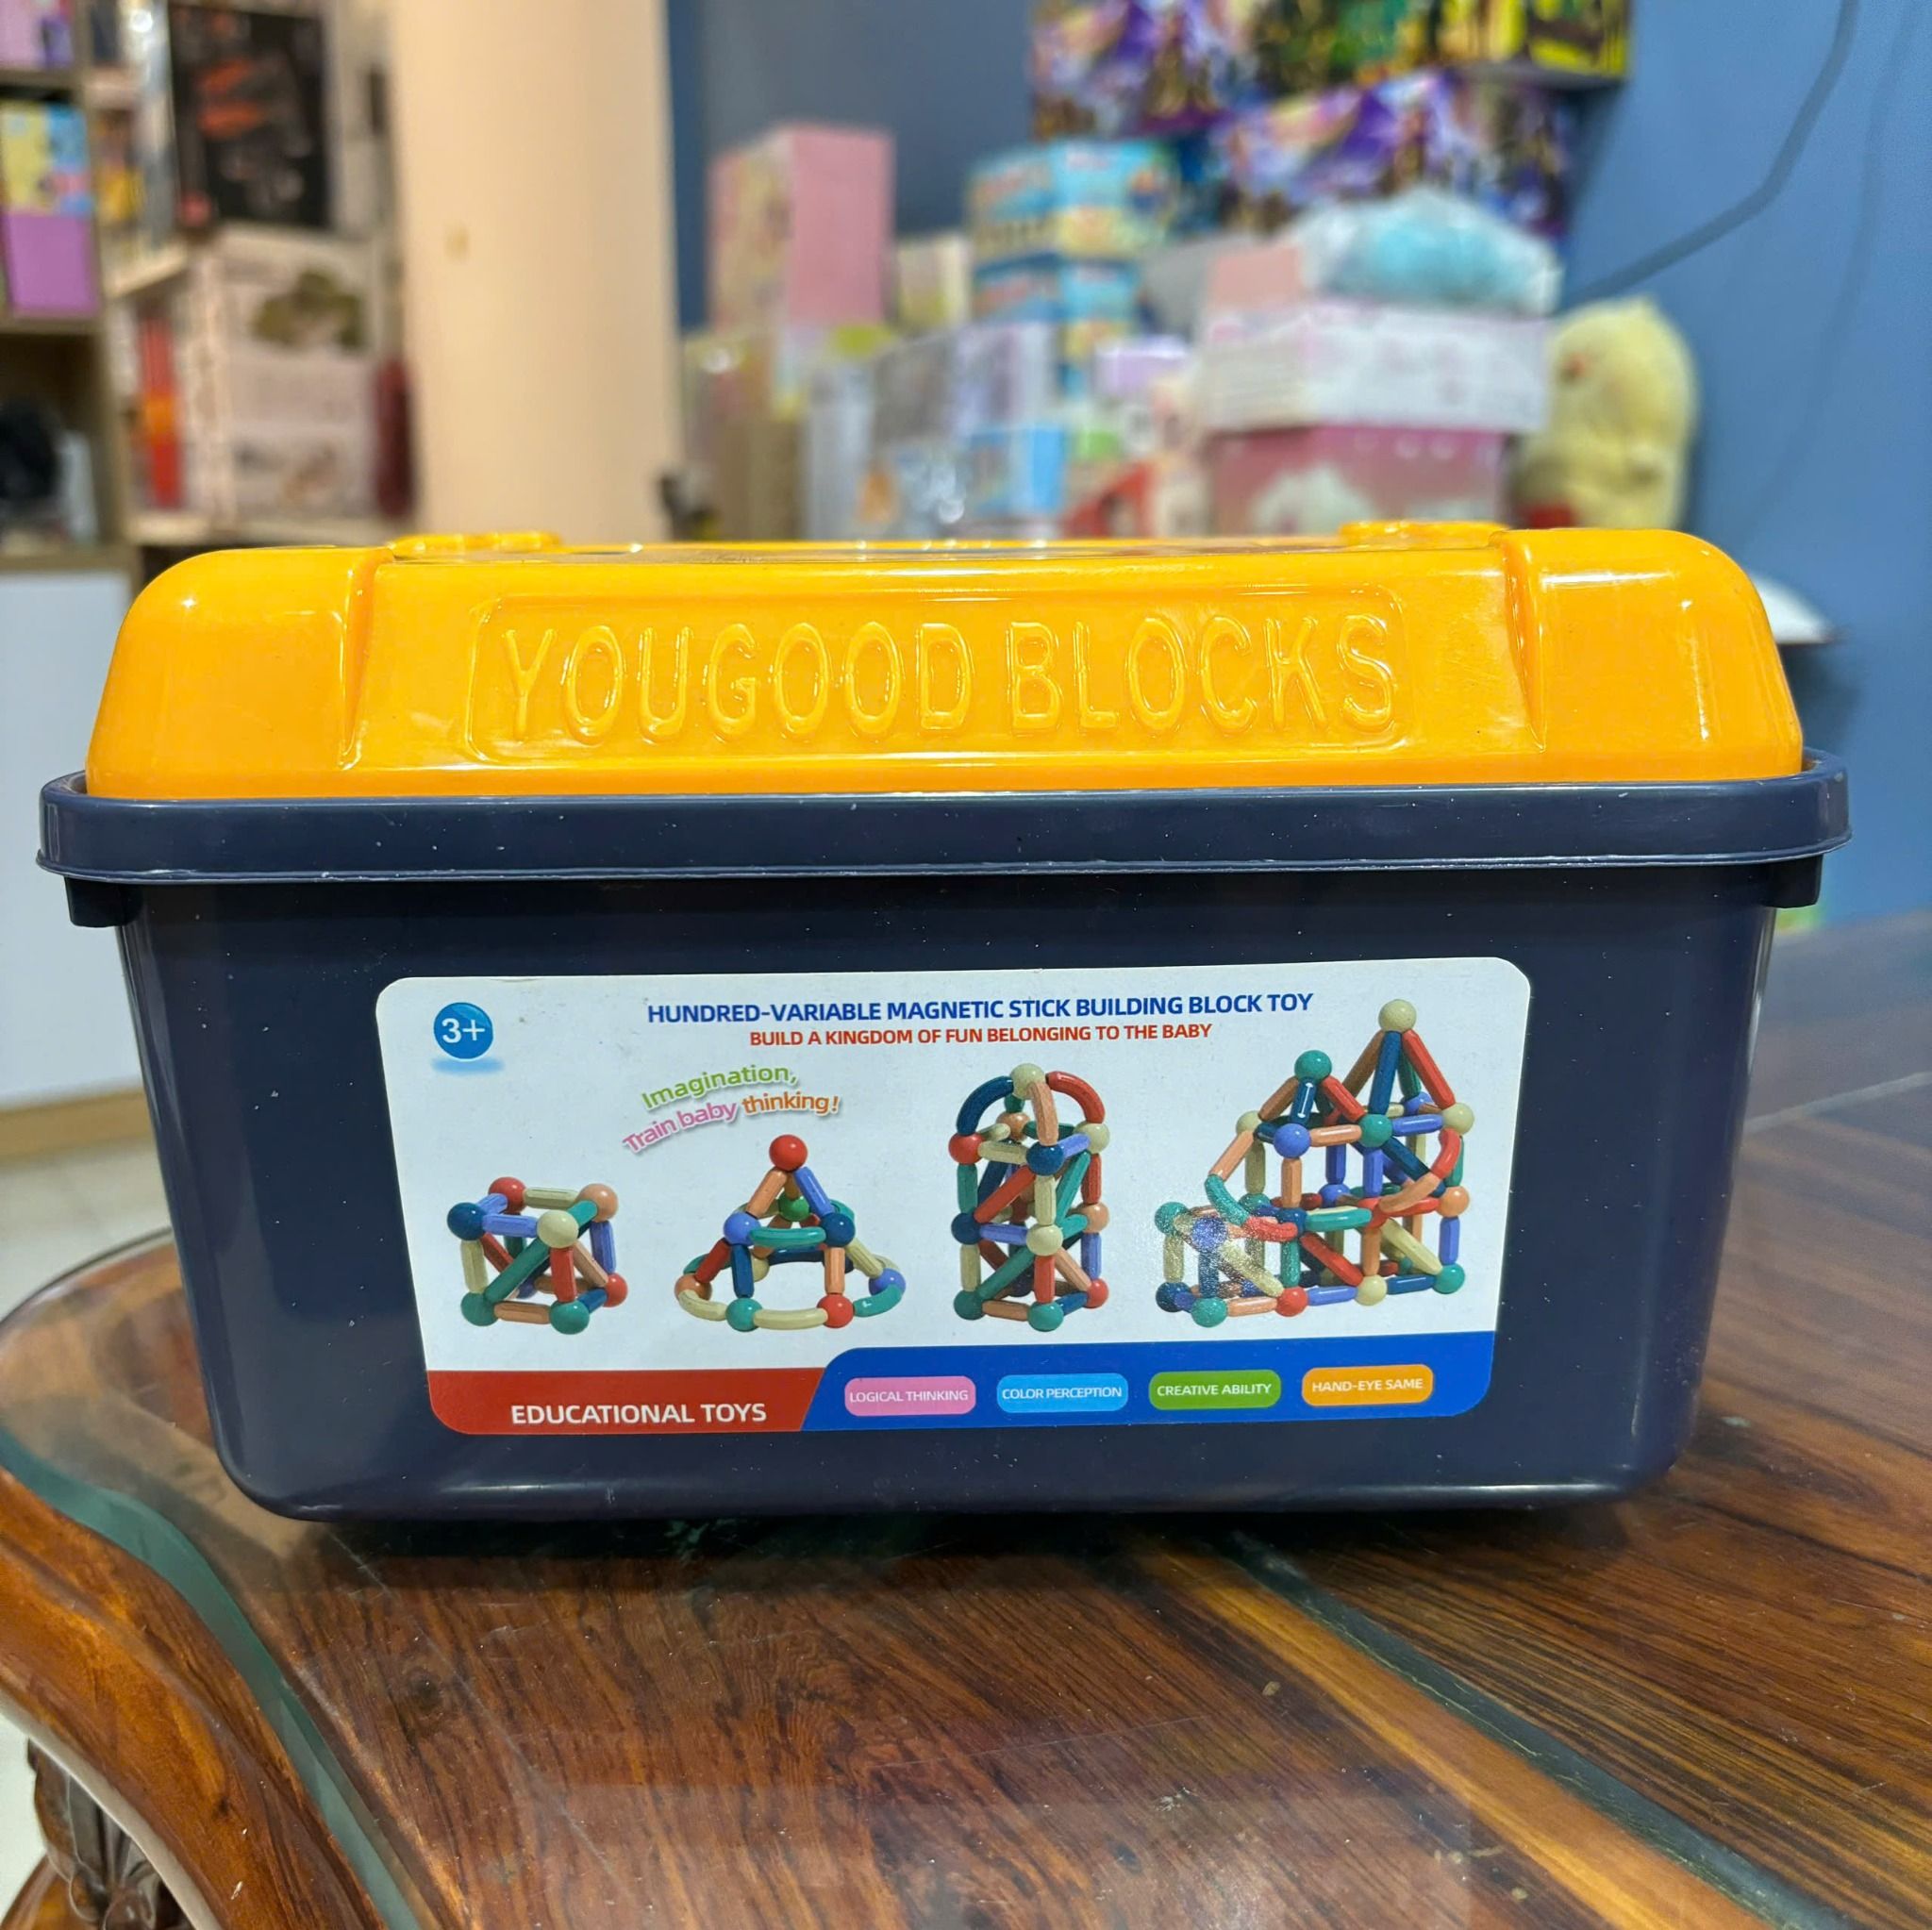 YOUGOOD BLOCKS
3+
HUNDRED-VARIABLE MAGNETIC STICK BUILDING BLOCK TOY
BUILD A KINGDOM OF FUN BELONGING TO THE BABY
Imagination,
Train baby thinking!
EDUCATIONAL TOYS
LOGICAL THINKING
COLOR PERCEPTION
CREATIVE ABILITY
HAND-EYE SAME